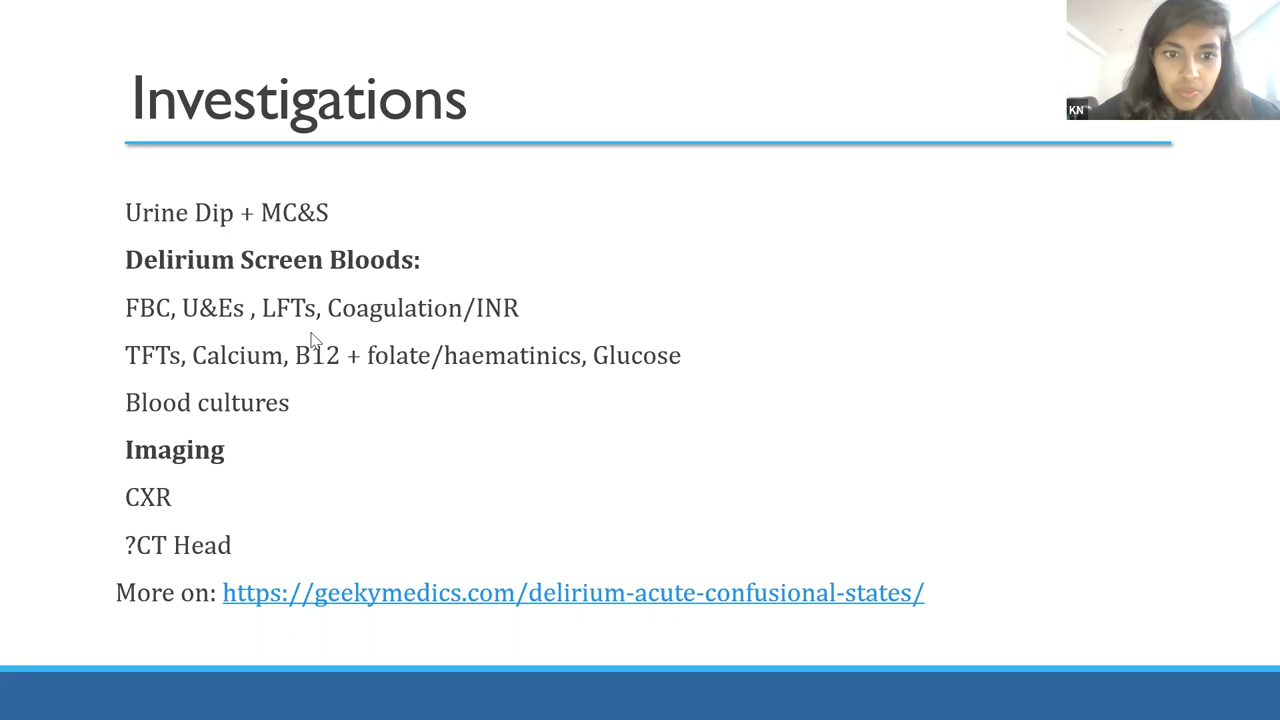 Investigations
KN
Urine Dip + MC&S
Delirium Screen Bloods:
FBC, U&Es , LFTs, Coagulation/INR
TFTs, Calcium, B12 + folate/haematinics, Glucose
Blood cultures
Imaging
CXR
?CT Head
More on: https://geekymedics.com/delirium-acute-confusional-states/